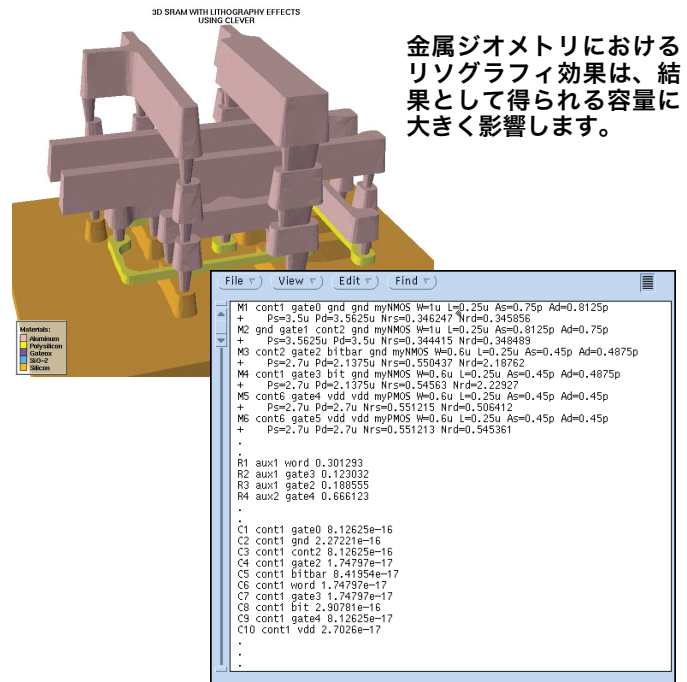 3D SRAM WITH LITHOGRAPHY EFFECTS
USING CLEVER
金属ジオメトリにおける
リソグラフィ効果は、結
果として得られる容量に
大きく影響します。
Materials:
Aluminum
Polysilicon
Gateox
SiO~2
Silicon
File View Edit Find
M1 cont1 gate0 gnd gnd myNMOS W=1u L=0.25u As=0.75p Ad=0.8125p
+ Ps=3.5u Pd=3.5625u Nrs=0.346247 Nrd=0.345856
M2 gnd gate1 cont2 gnd myNMOS W=1u L=0.25u As=0.8125p Ad=0.75p
+ Ps=3.5625u Pd=3.5u Nrs=0.344415 Nrd=0.348489
M3 cont2 gate2 bitbar gnd myNMOS W=0.6u L=0.25u As=0.45p Ad=0.4875p
+ Ps=2.7u Pd=2.1375u Nrs=0.550437 Nrd=2.18762
M4 cont1 gate3 bit gnd myNMOS W=0.6u L=0.25u As=0.45p Ad=0.4875p
+ Ps=2.7u Pd=2.1375u Nrs=0.54563 Nrd=2.22927
M5 cont6 gate4 vdd vdd myPMOS W=0.6u L=0.25u As=0.45p Ad=0.45p
+ Ps=2.7u Pd=2.7u Nrs=0.551215 Nrd=0.506412
M6 cont6 gate5 vdd vdd myPMOS W=0.6u L=0.25u As=0.45p Ad=0.45p
+ Ps=2.7u Pd=2.7u Nrs=0.551213 Nrd=0.545361
.
.
R1 aux1 word 0.301293
R2 aux1 gate3 0.123032
R3 aux1 gate2 0.188555
R4 aux2 gate4 0.666123
.
.
C1 cont1 gate0 8.12625e-16
C2 cont1 gnd 2.27221e-16
C3 cont1 cont2 8.12625e-16
C4 cont1 gate2 1.74797e-17
C5 cont1 bitbar 8.41954e-17
C6 cont1 word 1.74797e-17
C7 cont1 gate3 1.74797e-17
C8 cont1 bit 2.90781e-16
C9 cont1 gate4 8.12625e-17
C10 cont1 vdd 2.7026e-17
.
.
.